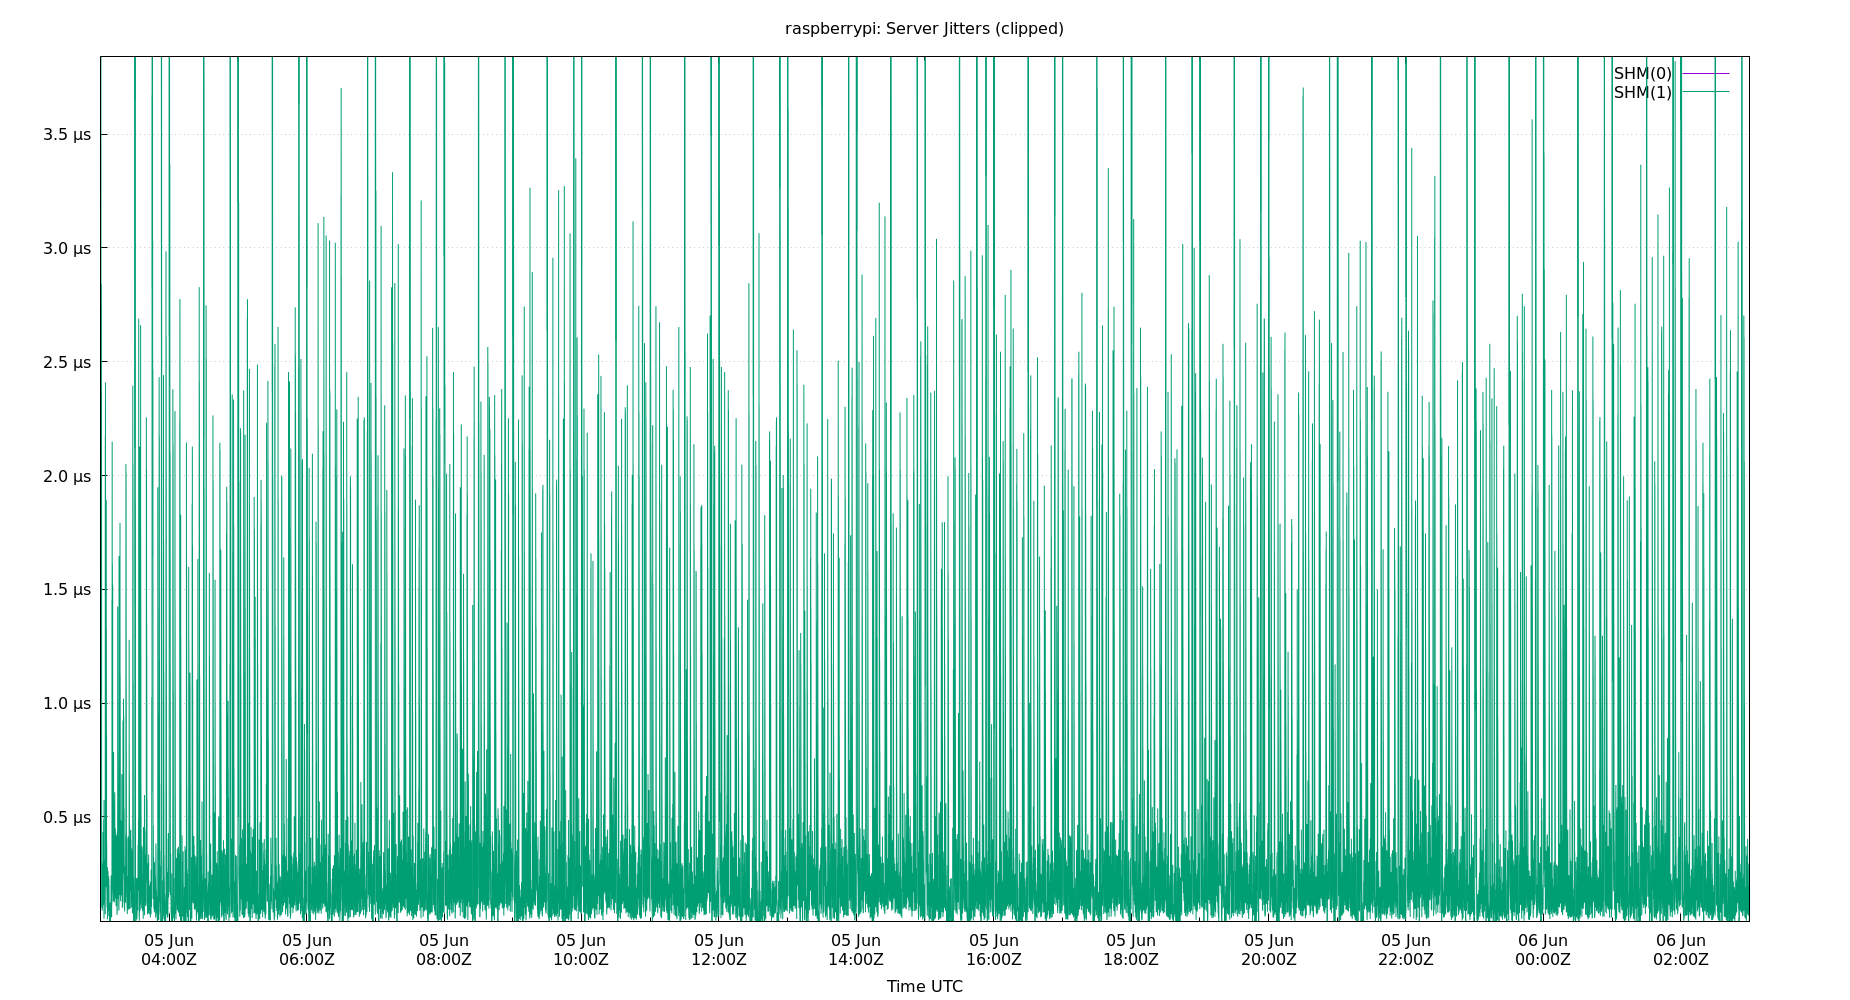 raspberrypi: Server Jitters (clipped)
SHM(0)
SHM(1)
3.5 μs
3.0 μs
2.5 μs
2.0 μs
1.5 μs
1.0 μs
0.5 μs
05 Jun 05 Jun 05 Jun 05 Jun 05 Jun 05 Jun 05 Jun 05 Jun 05 Jun 05 Jun 06 Jun 06 Jun
04:00Z 06:00Z 08:00Z 10:00Z 12:00Z 14:00Z 16:00Z 18:00Z 20:00Z 22:00Z 00:00Z 02:00Z
Time UTC